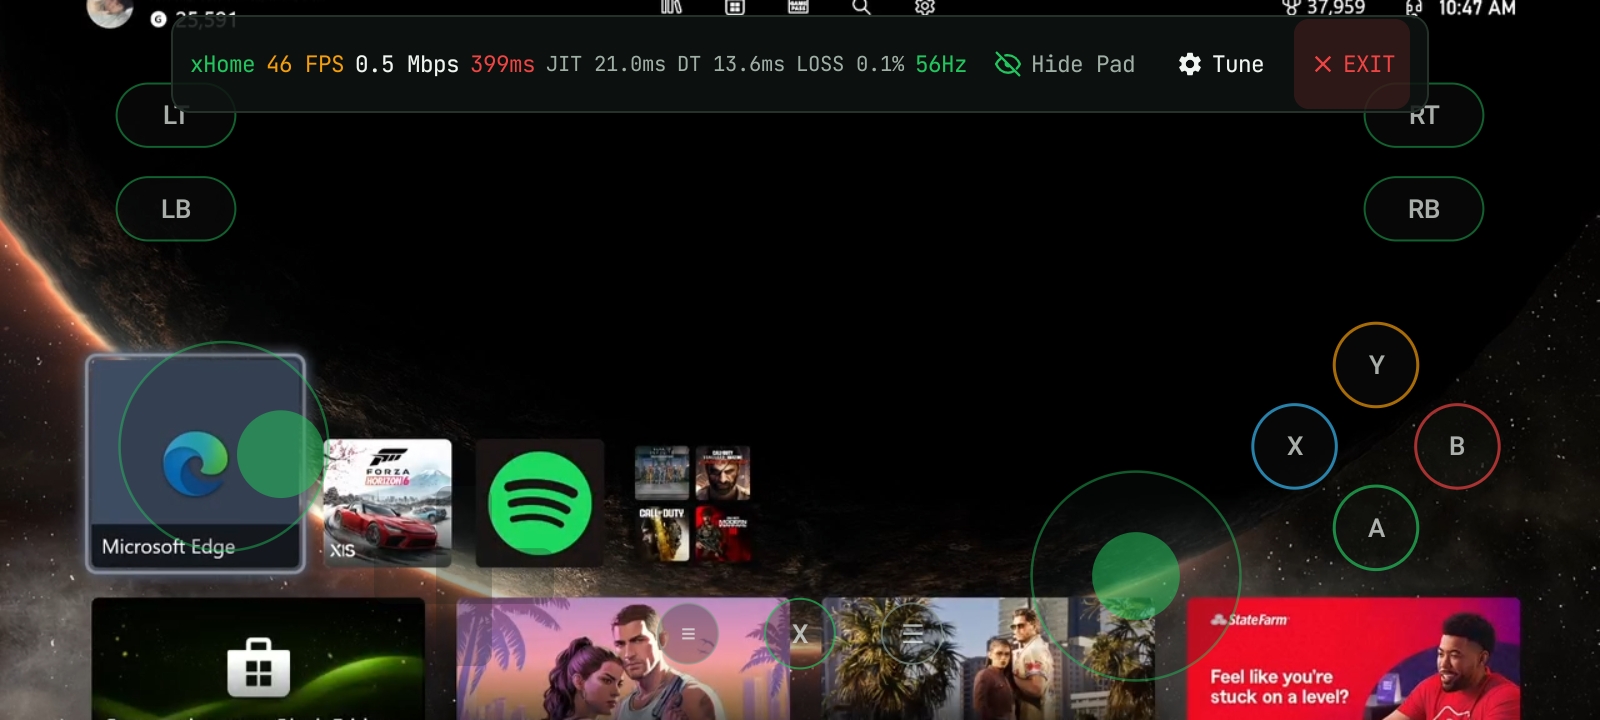 G 25,591
37,959
10:47 AM
xHome 46 FPS 0.5 Mbps 399ms JIT 21.0ms DT 13.6ms LOSS 0.1% 56Hz Hide Pad Tune EXIT
LT
RT
LB
RB
Y
X
B
A
Microsoft Edge
FORZA
HORIZON 6
X|S
CALL OF DUTY
X
StateFarm
Feel like you're
stuck on a level?